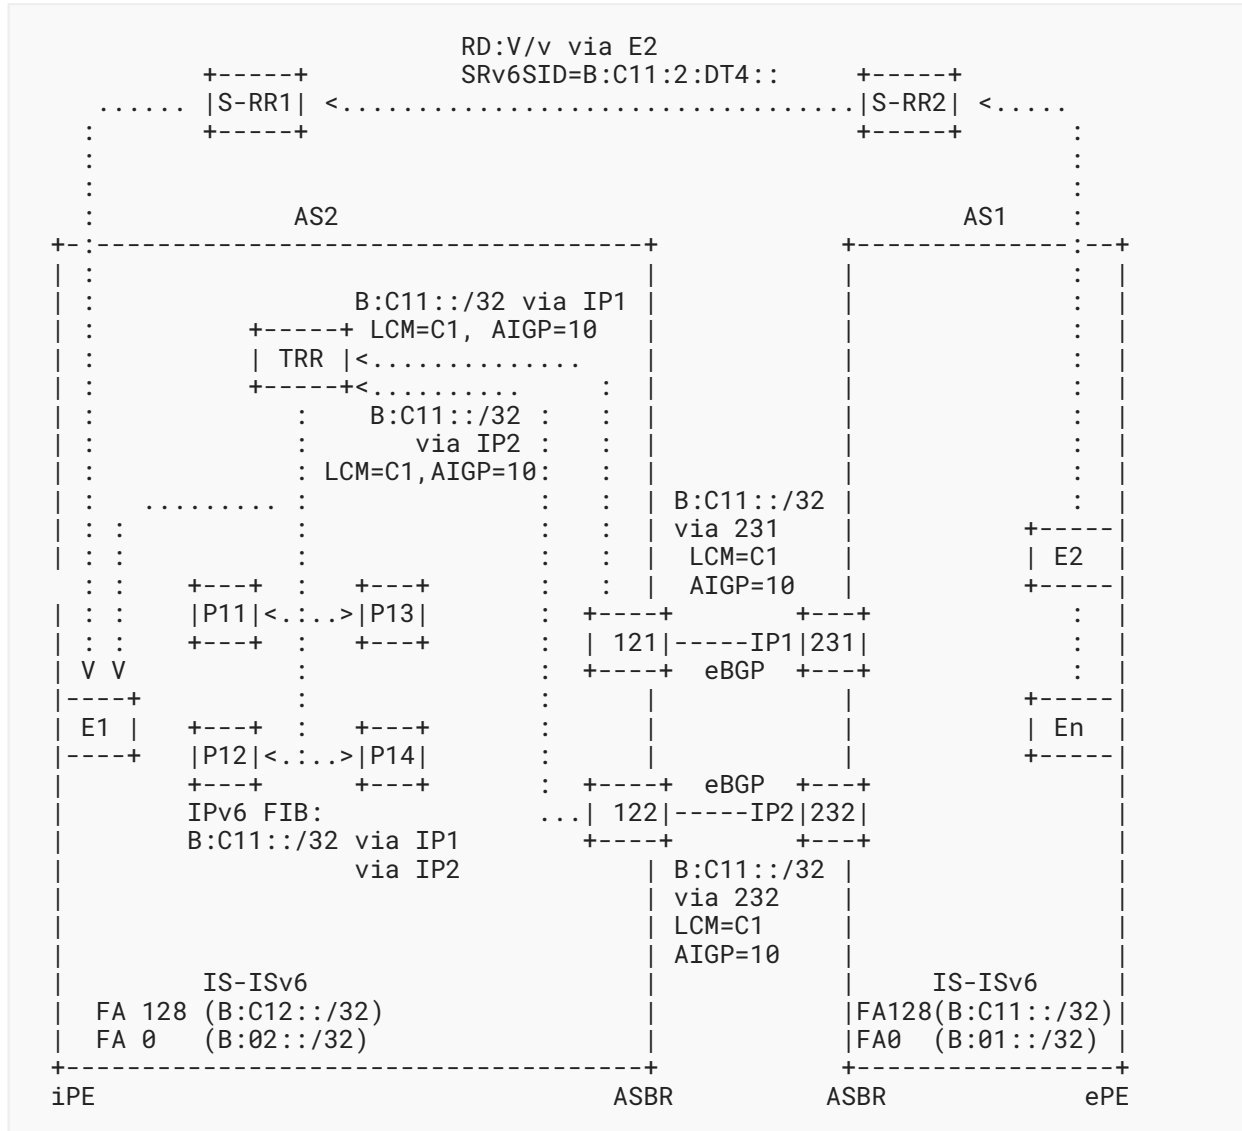 RD:V/v via E2
          +-----+          SRv6SID=B:C11:2:DT4::     +-----+
   ...... |S-RR1| <..................................|S-RR2| <.....
  :       +-----+                                    +-----+       :
  :                                                                :
  :                                                                :
  :             AS2                                         AS1    :
+-:------------------------------------+            +--------------:--+
| :                                    |            |              :  |
| :                 B:C11::/32 via IP1 |            |              :  |
| :          +-----+ LCM=C1, AIGP=10   |            |              :  |
| :          | TRR |<..............    |            |              :  |
| :          +-----+<..........     :  |            |              :  |
| :             :    B:C11::/32 :   :  |            |              :  |
| :             :       via IP2 :   :  |            |              :  |
| :             : LCM=C1,AIGP=10:   :  |            |              :  |
| :   ......... :               :   :  | B:C11::/32 |              :  |
| : :           :               :   :  | via 231    |           +-----|
| : :           :               :   :  |  LCM=C1    |           | E2  |
  : :    +---+  :   +---+       :   :  |  AIGP=10   |           +-----|
| : :    |P11|<.:..>|P13|       :  +----+        +---+             :  |
| : :    +---+  :   +---+       :  | 121|-----IP1|231|             :  |
| V V           :               :  +----+  eBGP  +---+             :  |
|----+          :               :      |            |           +-----|
| E1 |   +---+  :   +---+       :      |            |           | En  |
|----+   |P12|<.:..>|P14|       :      |            |           +-----|
|        +---+      +---+       :  +----+  eBGP  +---+                |
|        IPv6 FIB:              ...| 122|-----IP2|232|                |
|        B:C11::/32 via IP1        +----+        +---+                |
|                   via IP2            | B:C11::/32 |                 |
|                                      | via 232    |                 |
|                                      | LCM=C1     |                 |
|                                      | AIGP=10    |                 |
|         IS-ISv6                      |            |     IS-ISv6     |
|  FA 128 (B:C12::/32)                 |            |FA128(B:C11::/32)|
|  FA 0   (B:02::/32)                  |            |FA0  (B:01::/32) |
+--------------------------------------+            +-----------------+
iPE                                  ASBR         ASBR             ePE